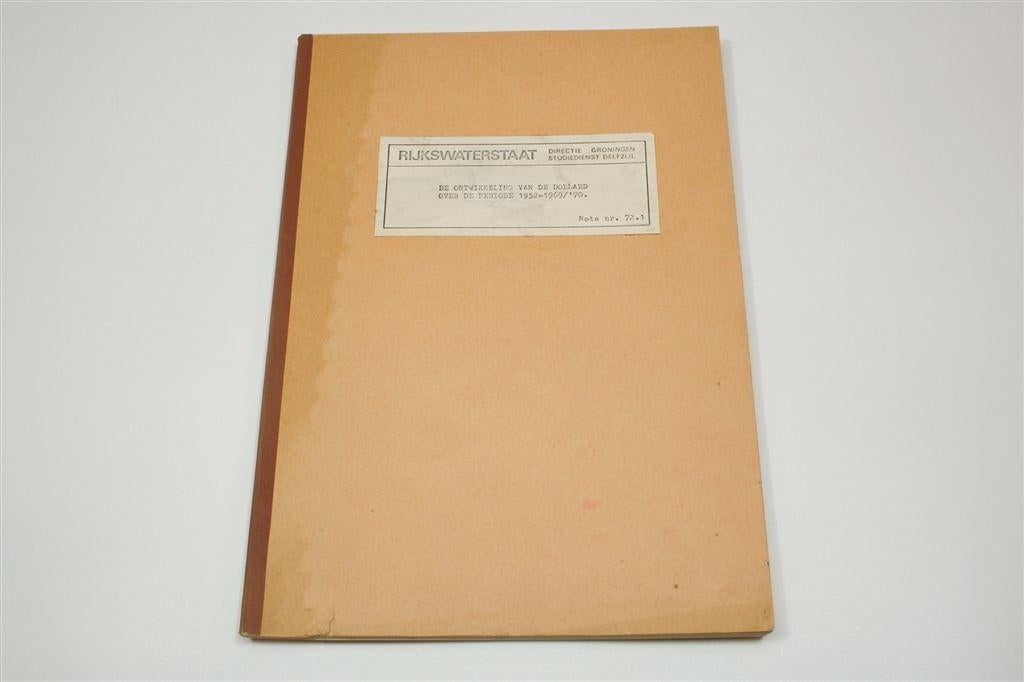 RIJKSWATERSTAAT
DIRECTIE GRONINGEN
STUDIEDIENST DELFZIJL
DE ONTWIKKELING VAN DE DOLLARD
OVER DE PERIODE 1952-1969/'70.
Nota nr. 72.1